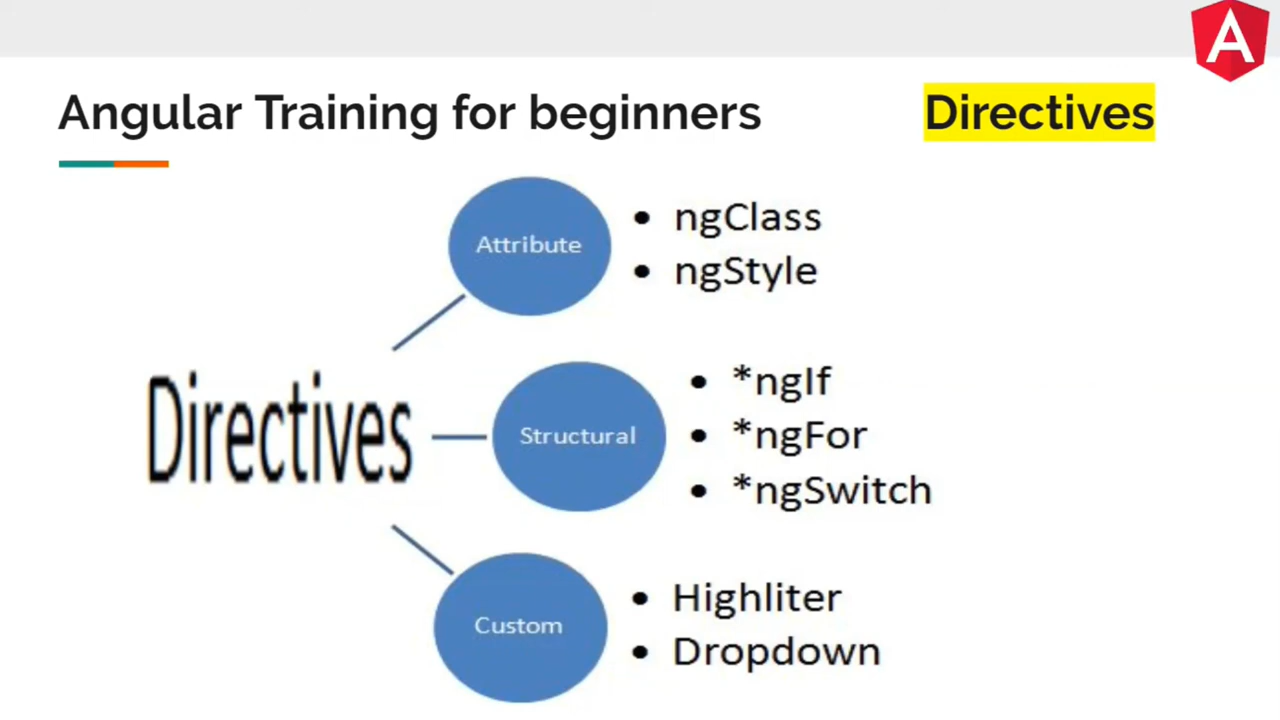 Angular Training for beginners
Directives
Attribute
• ngClass
• ngStyle
Directives
Structural
• *ngIf
• *ngFor
• *ngSwitch
Custom
• Highliter
• Dropdown